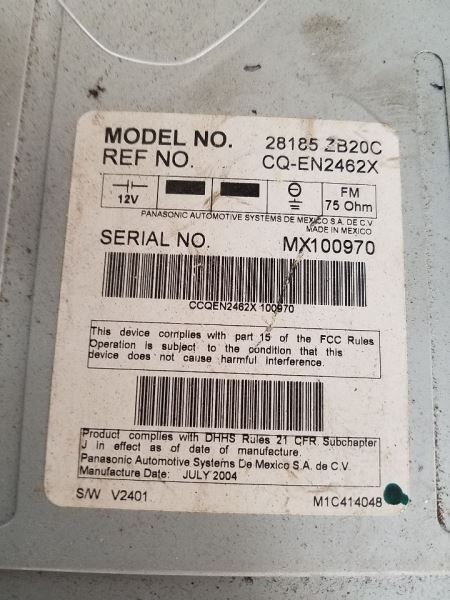 MODEL NO. 28185 ZB20C
REF NO. CQ-EN2462X
12V FM 75 Ohm
PANASONIC AUTOMOTIVE SYSTEMS DE MEXICO S.A. DE C.V.
MADE IN MEXICO
SERIAL NO. MX100970
CCQEN2462X 100970
This device complies with part 15 of the FCC Rules
Operation is subject to the condition that this
device does not cause harmful interference.
Product complies with DHHS Rules 21 CFR. Subchapter
J in effect as of date of manufacture.
Panasonic Automotive Systems De Mexico S.A. de C.V.
Manufacture Date: JULY 2004
S/W V2401 M1C414048